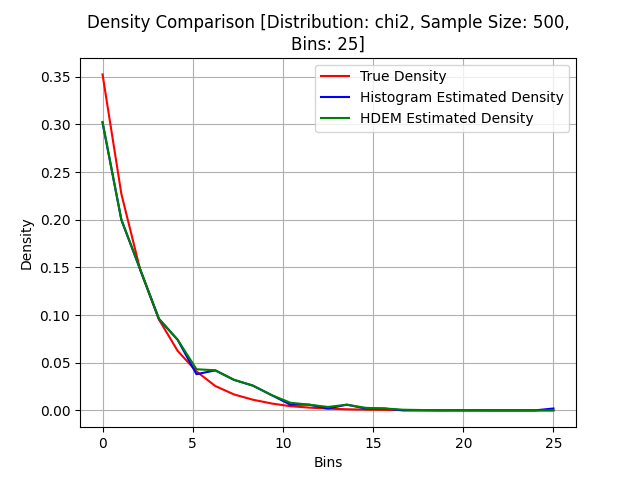 Density Comparison [Distribution: chi2, Sample Size: 500,
Bins: 25]
True Density
Histogram Estimated Density
HDEM Estimated Density
Density
0.35
0.30
0.25
0.20
0.15
0.10
0.05
0.00
0 5 10 15 20 25
Bins